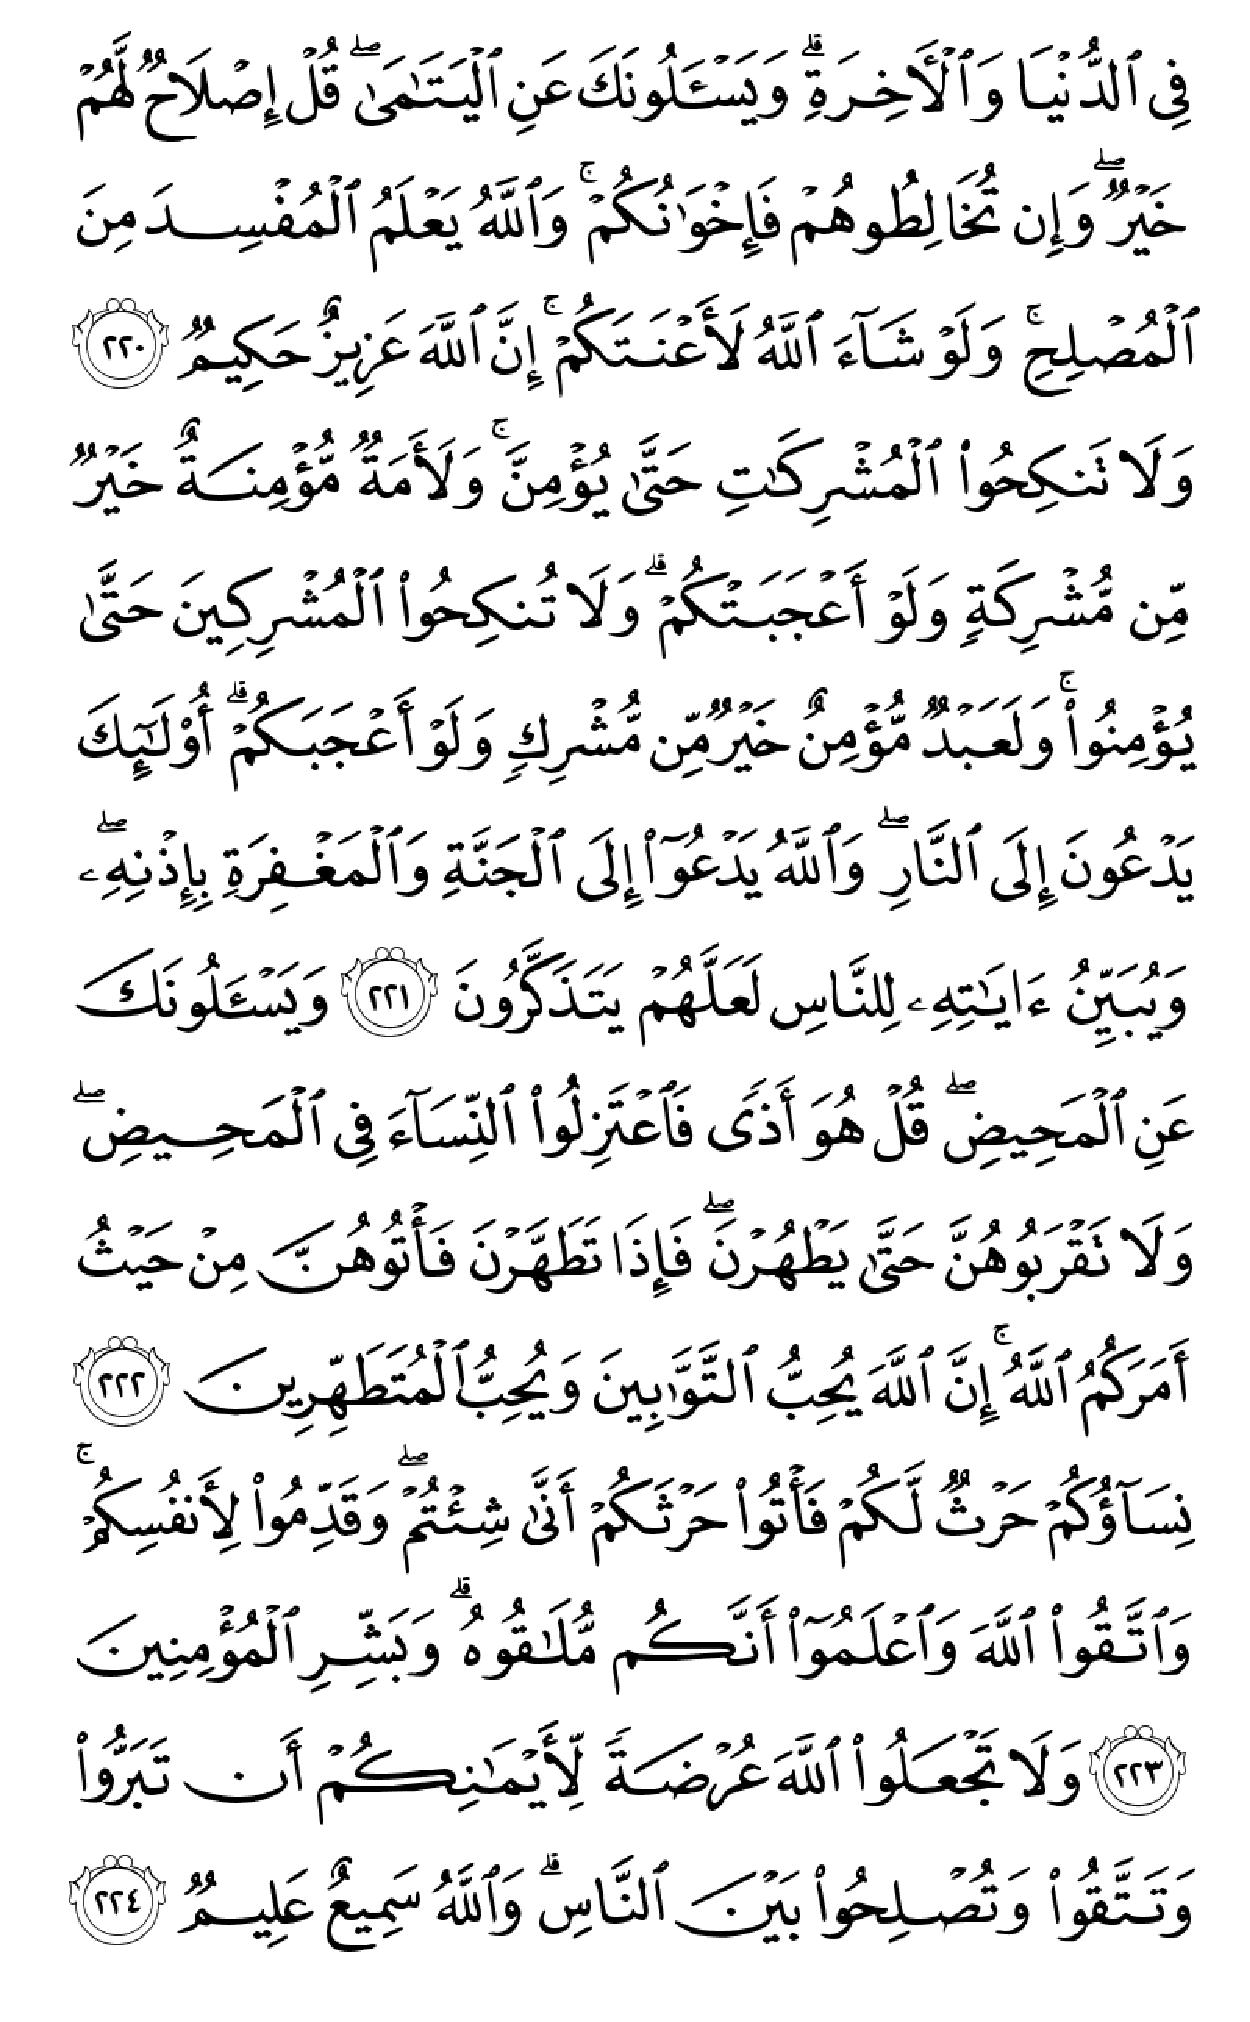 فِى ٱلدُّنۡيَا وَٱلۡأَخِرَةِۗ وَيَسۡـَٔلُونَكَ عَنِ ٱلۡيَتَـٰمَىٰۖ قُلۡ إِصۡلَاحٌ لَّهُمۡ
خَيۡرٌۖ وَإِن تُخَالِطُوهُمۡ فَإِخۡوَٰنُكُمۡۚ وَٱللَّهُ يَعۡلَمُ ٱلۡمُفۡسِدَ مِنَ
ٱلۡمُصۡلِحِۚ وَلَوۡ شَآءَ ٱللَّهُ لَأَعۡنَتَكُمۡۚ إِنَّ ٱللَّهَ عَزِيزٌ حَكِيمٌ ٢٢٠
وَلَا تَنكِحُوا۟ ٱلۡمُشۡرِكَـٰتِ حَتَّىٰ يُؤۡمِنَّۚ وَلَأَمَةٌ مُّؤۡمِنَةٌ خَيۡرٌ
مِّن مُّشۡرِكَةٍ وَلَوۡ أَعۡجَبَتۡكُمۡۗ وَلَا تُنكِحُوا۟ ٱلۡمُشۡرِكِينَ حَتَّىٰ
يُؤۡمِنُوا۟ۚ وَلَعَبۡدٌ مُّؤۡمِنٌ خَيۡرٌ مِّن مُّشۡرِكٍ وَلَوۡ أَعۡجَبَكُمۡۗ أُو۟لَـٰٓئِكَ
يَدۡعُونَ إِلَى ٱلنَّارِۖ وَٱللَّهُ يَدۡعُوٓا۟ إِلَى ٱلۡجَنَّةِ وَٱلۡمَغۡفِرَةِ بِإِذۡنِهِۦۖ
وَيُبَيِّنُ ءَايَـٰتِهِۦ لِلنَّاسِ لَعَلَّهُمۡ يَتَذَكَّرُونَ ٢٢١ وَيَسۡـَٔلُونَكَ
عَنِ ٱلۡمَحِيضِۖ قُلۡ هُوَ أَذًى فَٱعۡتَزِلُوا۟ ٱلنِّسَآءَ فِى ٱلۡمَحِيضِۖ
وَلَا تَقۡرَبُوهُنَّ حَتَّىٰ يَطۡهُرۡنَۖ فَإِذَا تَطَهَّرۡنَ فَأۡتُوهُنَّ مِنۡ حَيۡثُ
أَمَرَكُمُ ٱللَّهُۚ إِنَّ ٱللَّهَ يُحِبُّ ٱلتَّوَّٰبِينَ وَيُحِبُّ ٱلۡمُتَطَهِّرِينَ ٢٢٢
نِسَآؤُكُمۡ حَرۡثٌ لَّكُمۡ فَأۡتُوا۟ حَرۡثَكُمۡ أَنَّىٰ شِئۡتُمۡۖ وَقَدِّمُوا۟ لِأَنفُسِكُمۡۚ
وَٱتَّقُوا۟ ٱللَّهَ وَٱعۡلَمُوٓا۟ أَنَّكُم مُّلَـٰقُوهُۗ وَبَشِّرِ ٱلۡمُؤۡمِنِينَ
٢٢٣ وَلَا تَجۡعَلُوا۟ ٱللَّهَ عُرۡضَةً لِّأَيۡمَـٰنِكُمۡ أَن تَبَرُّوا۟
وَتَتَّقُوا۟ وَتُصۡلِحُوا۟ بَيۡنَ ٱلنَّاسِۗ وَٱللَّهُ سَمِيعٌ عَلِيمٌ ٢٢٤